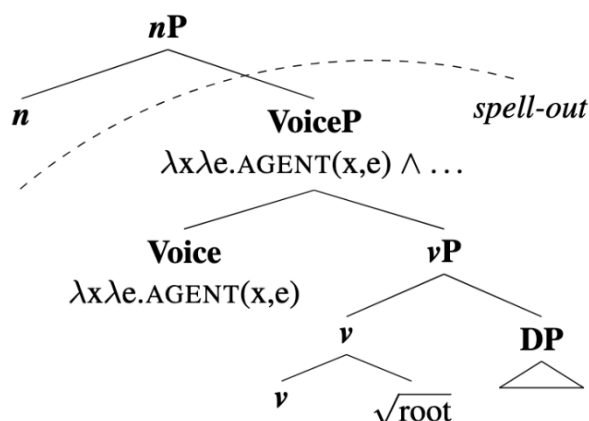 nP
n
spell-out
VoiceP
λxλe.AGENT(x,e) ∧ …
Voice
vP
λxλe.AGENT(x,e)
v
DP
v
√root